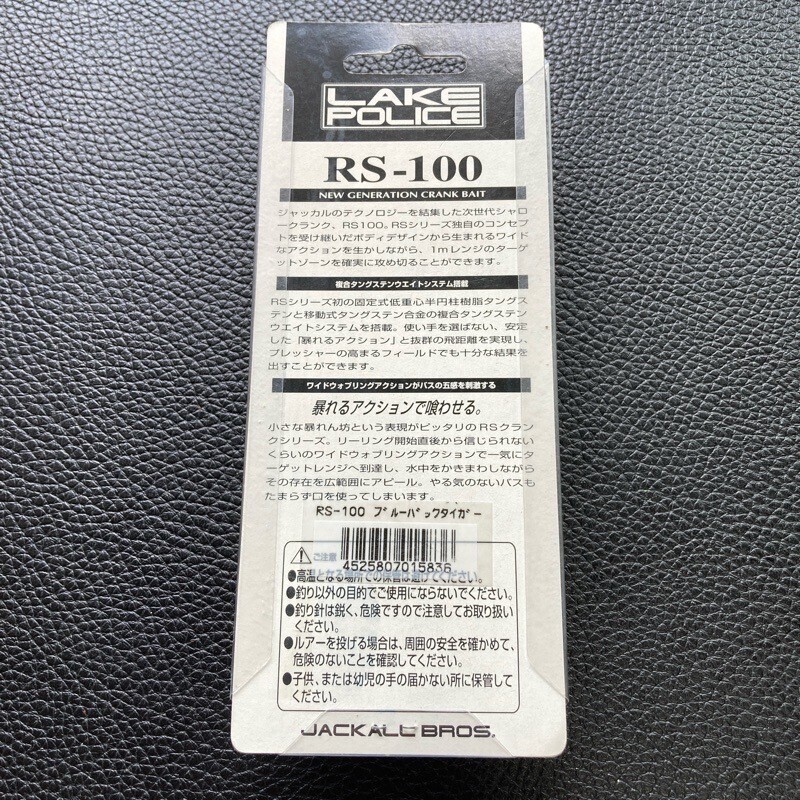 LAKE
POLICE
RS-100
NEW GENERATION CRANK BAIT
ジャッカルのテクノロジーを結集した次世代シャロ
ークランク、RS100。RSシリーズ独自のコンセプ
トを受け継いだボディデザインから生まれるワイド
なアクションを生かしながら、1mレンジのターゲ
ットゾーンを確実に攻め切ることができます。
複合タングステンウエイトシステム搭載
RSシリーズ初の固定式低重心半円柱樹脂タングス
テンと移動式タングステン合金の複合タングステン
ウエイトシステムを搭載。使い手を選ばない、安定
した「暴れるアクション」と抜群の飛距離を実現し、
プレッシャーの高まるフィールドでも十分な結果を
出すことができます。
ワイドウォブリングアクションがバスの五感を刺激する
暴れるアクションで喰わせる。
小さな暴れん坊という表現がピッタリのRSクラン
クシリーズ。リーリング開始直後から信じられない
くらいのワイドウォブリングアクションで一気にタ
ーゲットレンジへ到達し、水中をかきまわしながら
その存在を広範囲にアピール。やる気のないバスも
たまらず口を使ってしまいます。
RS-100 ブルーバックタイガー
4525807015836
ご注意
●高温となる場所での保管は避けてください。
●釣り以外の目的でご使用にならないでください。
●釣り針は鋭く、危険ですので注意してお取り扱い
ください。
●ルアーを投げる場合は、周囲の安全を確かめて、
危険のないことを確認してください。
●子供、または幼児の手の届かない所に保管して
ください。
JACKALL BROS.